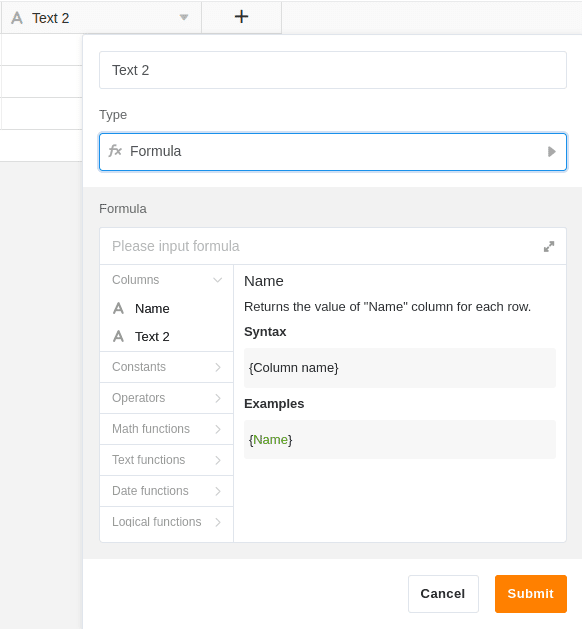 Text 2
Text 2
Type
Formula
Formula
Please input formula
Columns
Name
Text 2
Constants
Operators
Math functions
Text functions
Date functions
Logical functions
Name
Returns the value of "Name" column for each row.
Syntax
{Column name}
Examples
{Name}
Cancel
Submit